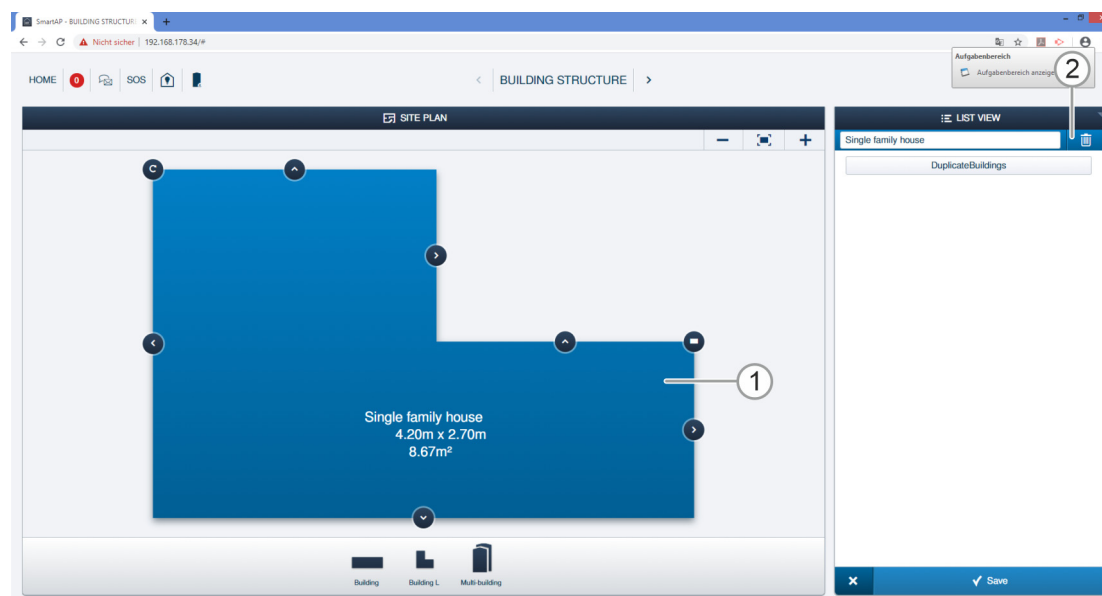 SmartAP - BUILDING STRUCTUR
Nicht sicher | 192.168.178.34/#
Aufgabenbereich
Aufgabenbereich anzeige
2
HOME 0 SOS
BUILDING STRUCTURE
SITE PLAN
LIST VIEW
Single family house
DuplicateBuildings
1
Single family house
4.20m x 2.70m
8.67m²
Building
Building L
Multi-building
Save